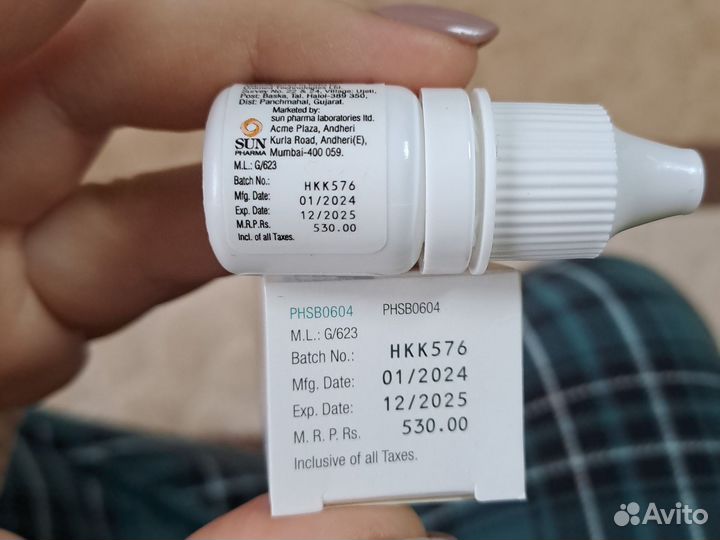 Survey No. 22 & 24, Village: Ujeti,
Post: Baska, Tal. Halol-389 350,
Dist: Panchmahal, Gujarat.
Marketed by:
sun pharma laboratories ltd.
Acme Plaza, Andheri
Kurla Road, Andheri(E),
Mumbai-400 059.
SUN
PHARMA
M.L.: G/623
Batch No.: HKK576
Mfg. Date: 01/2024
Exp. Date: 12/2025
M.R.P.Rs. 530.00
Incl. of all Taxes.
PHSB0604 PHSB0604
M.L.: G/623
Batch No.: HKK576
Mfg. Date: 01/2024
Exp. Date: 12/2025
M. R. P. Rs. 530.00
Inclusive of all Taxes.
Avito